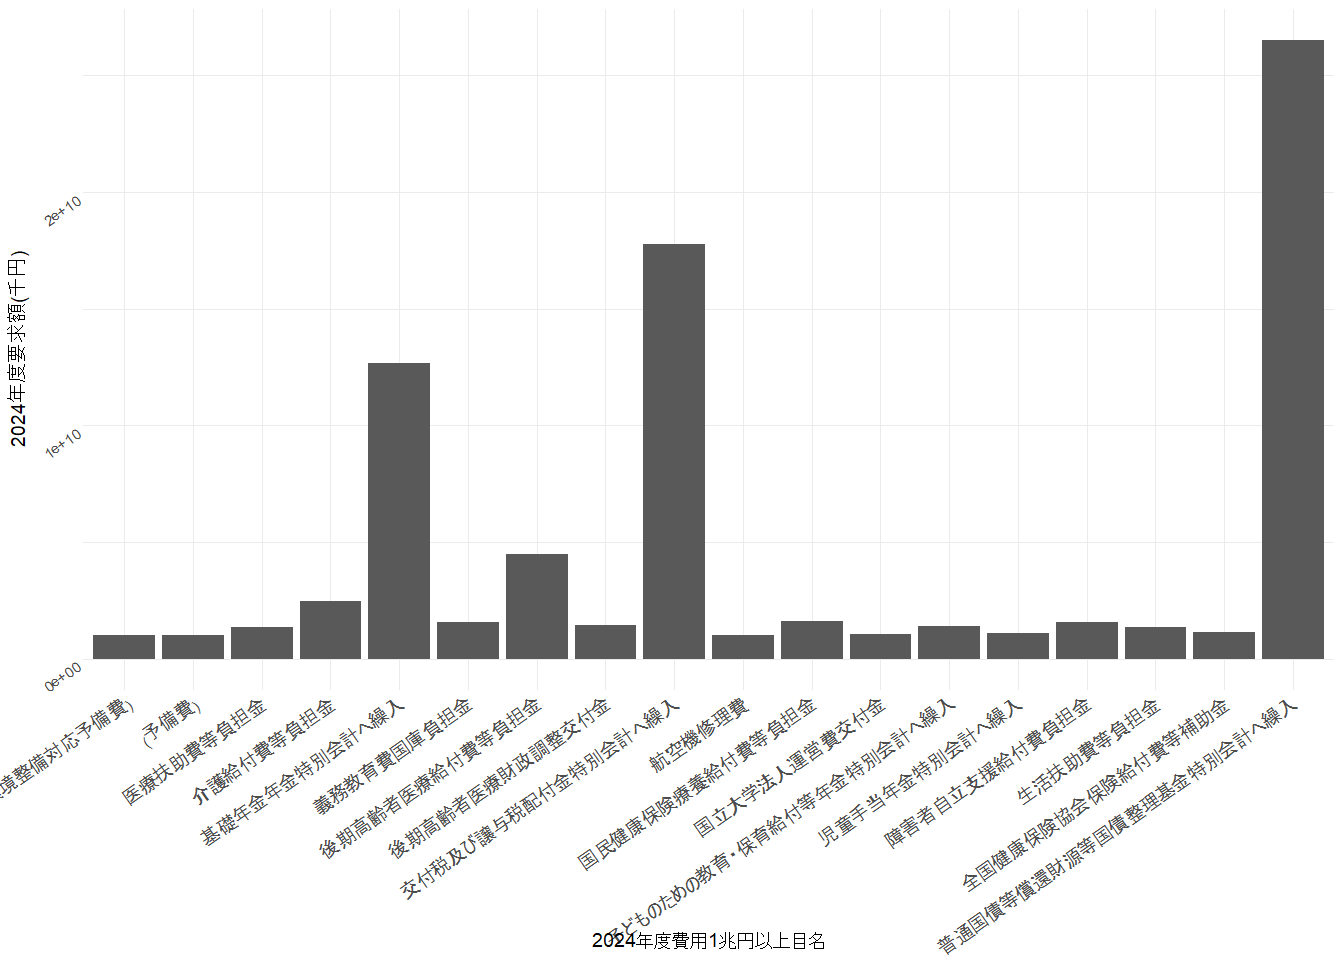 2024年度要求額(千円)
2e+10
1e+10
0e+00
境整備対応予備費)
(予備費)
医療扶助費等負担金
介護給付費等負担金
基礎年金年金特別会計へ繰入
義務教育費国庫負担金
後期高齢者医療給付費等負担金
後期高齢者医療財政調整交付金
交付税及び譲与税配付金特別会計へ繰入
航空機修理費
国民健康保険療養給付費等負担金
国立大学法人運営費交付金
子どものための教育・保育給付等年金特別会計へ繰入
児童手当年金特別会計へ繰入
障害者自立支援給付費負担金
生活扶助費等負担金
全国健康保険協会保険給付費等補助金
普通国債等償還財源等国債整理基金特別会計へ繰入
2024年度費用1兆円以上目名